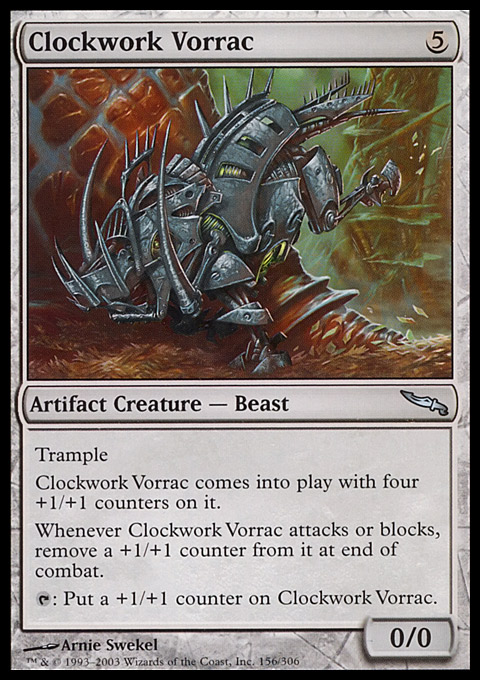 Clockwork Vorrac 5
Artifact Creature — Beast
Trample
Clockwork Vorrac comes into play with four
+1/+1 counters on it.
Whenever Clockwork Vorrac attacks or blocks,
remove a +1/+1 counter from it at end of
combat.
: Put a +1/+1 counter on Clockwork Vorrac.
Arnie Swekel
0/0
™ & © 1993–2003 Wizards of the Coast, Inc. 156/306